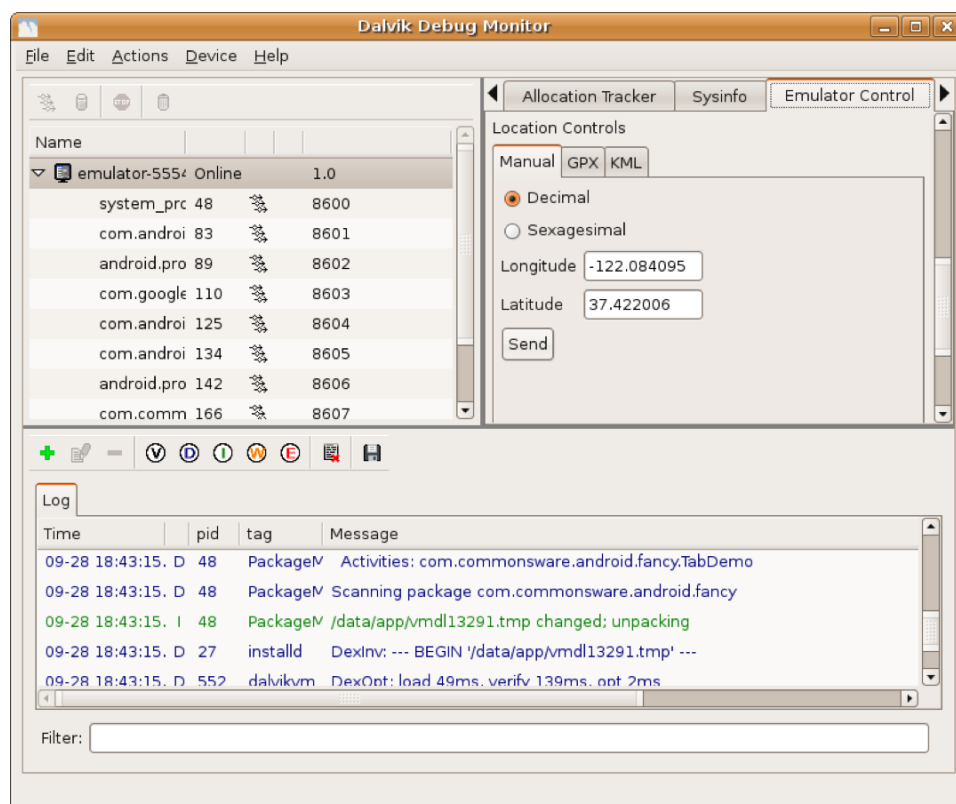 Dalvik Debug Monitor
File Edit Actions Device Help
Allocation Tracker Sysinfo Emulator Control
Name
emulator-5554 Online 1.0
system_prc 48 8600
com.androi 83 8601
android.pro 89 8602
com.google 110 8603
com.androi 125 8604
com.androi 134 8605
android.pro 142 8606
com.comm 166 8607
Location Controls
Manual GPX KML
Decimal
Sexagesimal
Longitude -122.084095
Latitude 37.422006
Send
V D I W E
Log
Time pid tag Message
09-28 18:43:15. D 48 PackageM Activities: com.commonsware.android.fancy.TabDemo
09-28 18:43:15. D 48 PackageM Scanning package com.commonsware.android.fancy
09-28 18:43:15. I 48 PackageM /data/app/vmdl13291.tmp changed; unpacking
09-28 18:43:15. D 27 installd DexInv: --- BEGIN '/data/app/vmdl13291.tmp' ---
09-28 18:43:15. D 552 dalvikvm DexOpt: load 49ms, verify 139ms, opt 2ms
Filter: